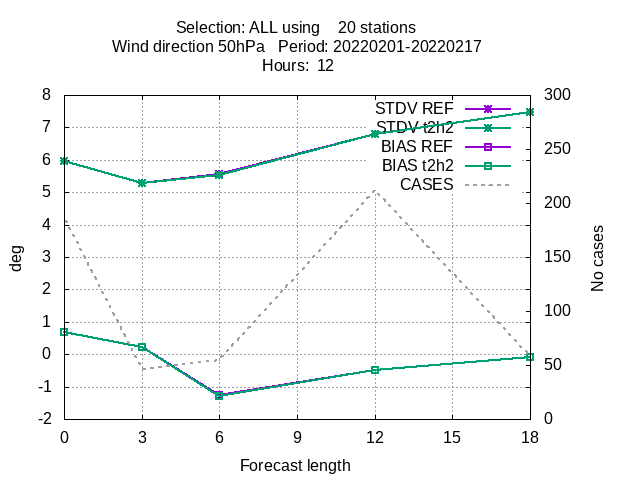 Selection: ALL using    20 stations
Wind direction 50hPa   Period: 20220201-20220217
Hours:  12
8
7
6
5
4
3
2
1
0
-1
-2
300
250
200
150
100
50
0
STDV REF
STDV t2h2
BIAS REF
BIAS t2h2
CASES
deg
No cases
0 3 6 9 12 15 18
Forecast length